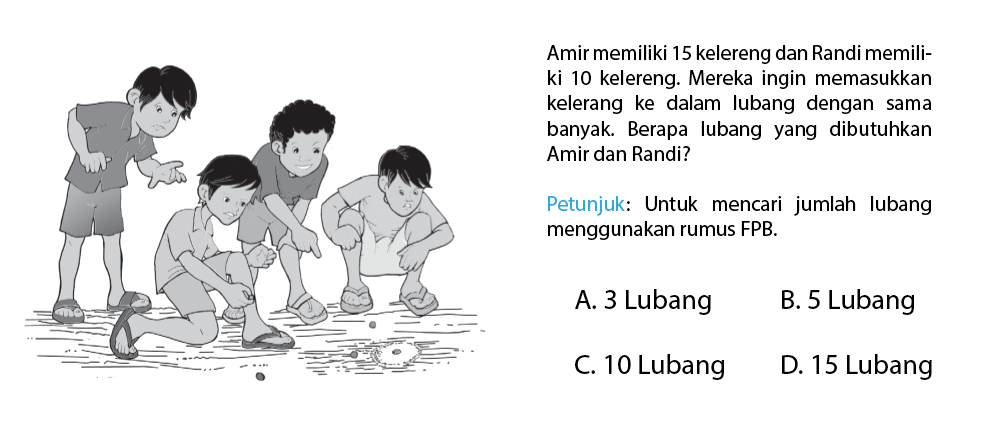 Amir memiliki 15 kelereng dan Randi memili-
ki 10 kelereng. Mereka ingin memasukkan
kelerang ke dalam lubang dengan sama
banyak. Berapa lubang yang dibutuhkan
Amir dan Randi?
Petunjuk: Untuk mencari jumlah lubang
menggunakan rumus FPB.
A. 3 Lubang B. 5 Lubang
C. 10 Lubang D. 15 Lubang